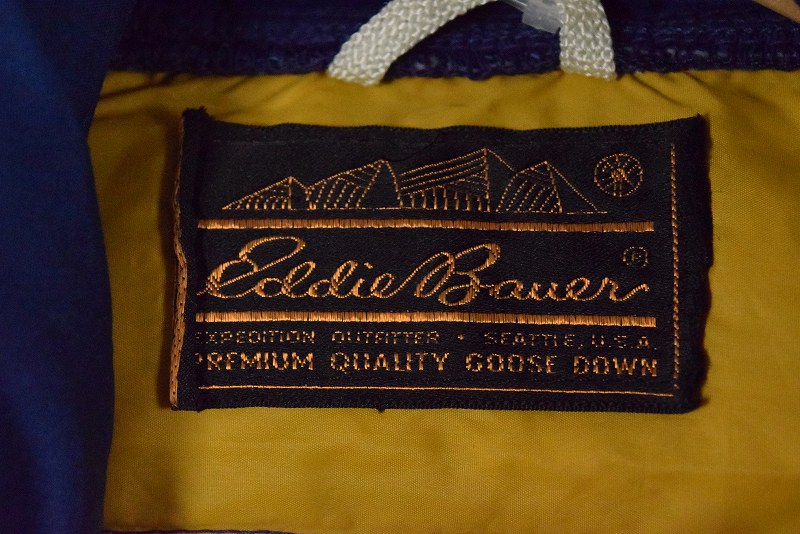 Eddie Bauer ®
EXPEDITION OUTFITTER • SEATTLE, U.S.A.
PREMIUM QUALITY GOOSE DOWN